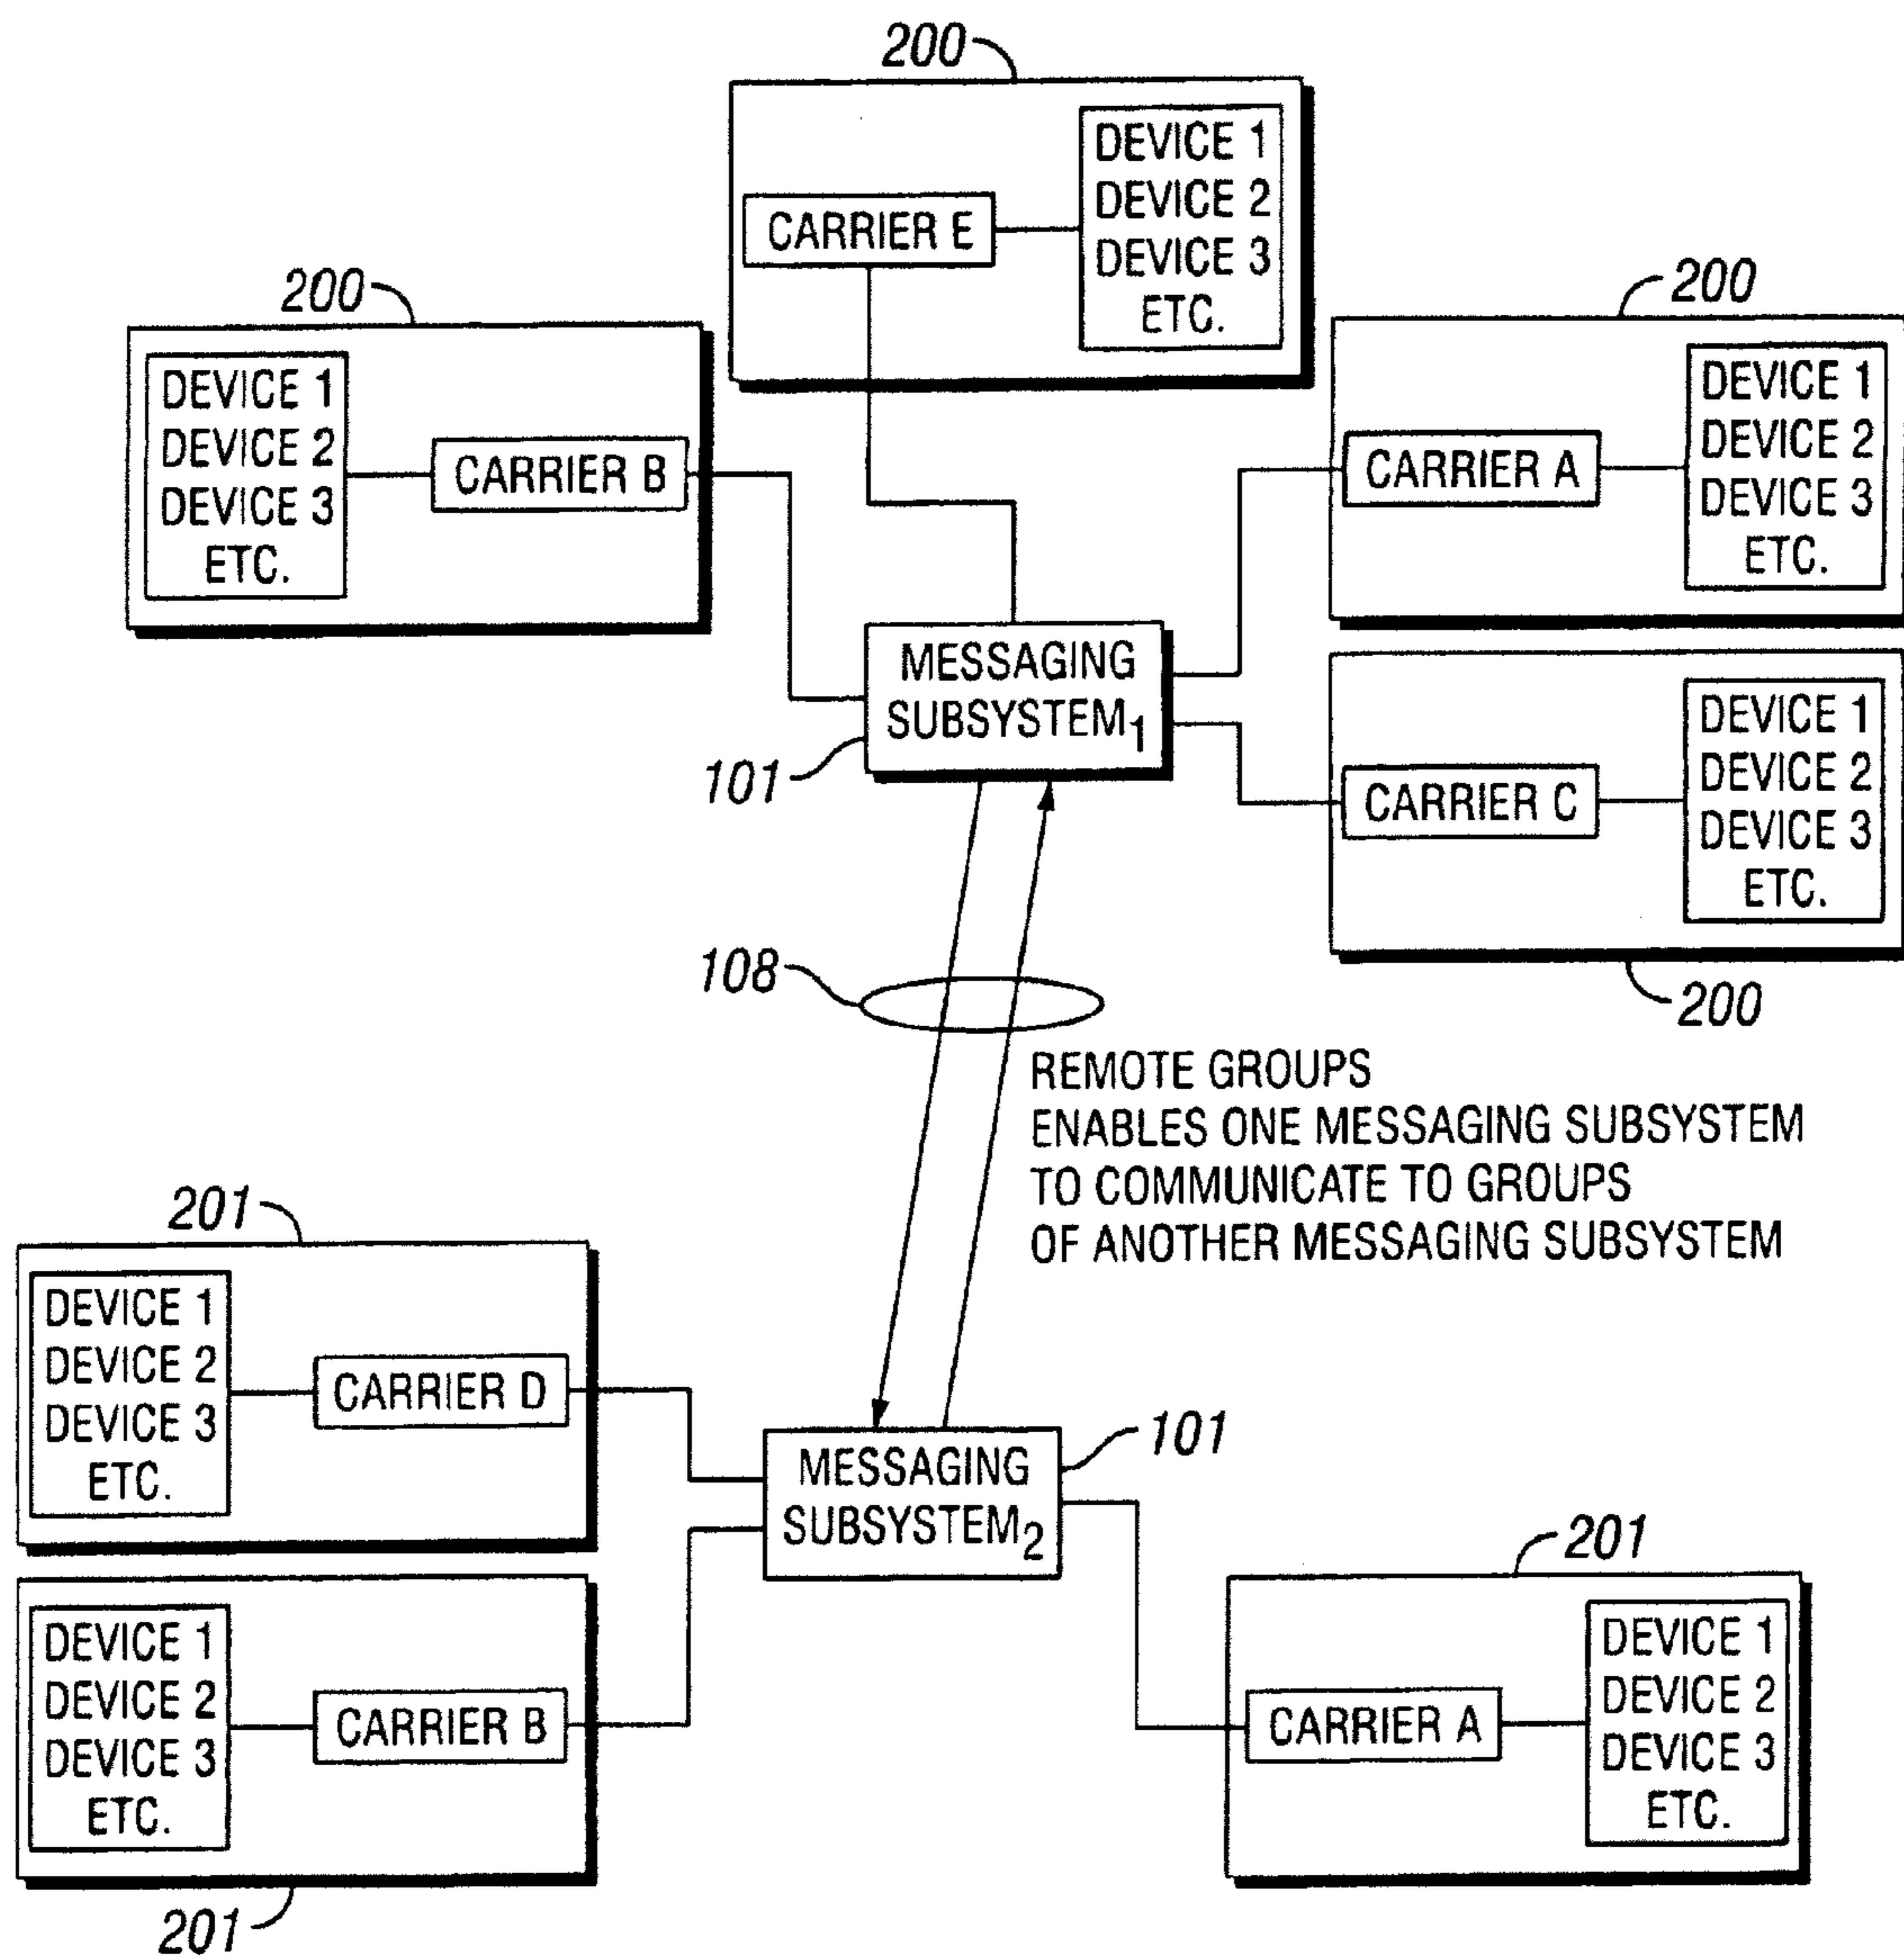 200
DEVICE 1
DEVICE 2
DEVICE 3
ETC.
CARRIER E
200
DEVICE 1
DEVICE 2
DEVICE 3
ETC.
CARRIER B
200
CARRIER A
DEVICE 1
DEVICE 2
DEVICE 3
ETC.
MESSAGING
SUBSYSTEM1
101
CARRIER C
DEVICE 1
DEVICE 2
DEVICE 3
ETC.
200
108
REMOTE GROUPS
ENABLES ONE MESSAGING SUBSYSTEM
TO COMMUNICATE TO GROUPS
OF ANOTHER MESSAGING SUBSYSTEM
201
DEVICE 1
DEVICE 2
DEVICE 3
ETC.
CARRIER D
MESSAGING
SUBSYSTEM2
101
DEVICE 1
DEVICE 2
DEVICE 3
ETC.
CARRIER B
201
201
CARRIER A
DEVICE 1
DEVICE 2
DEVICE 3
ETC.